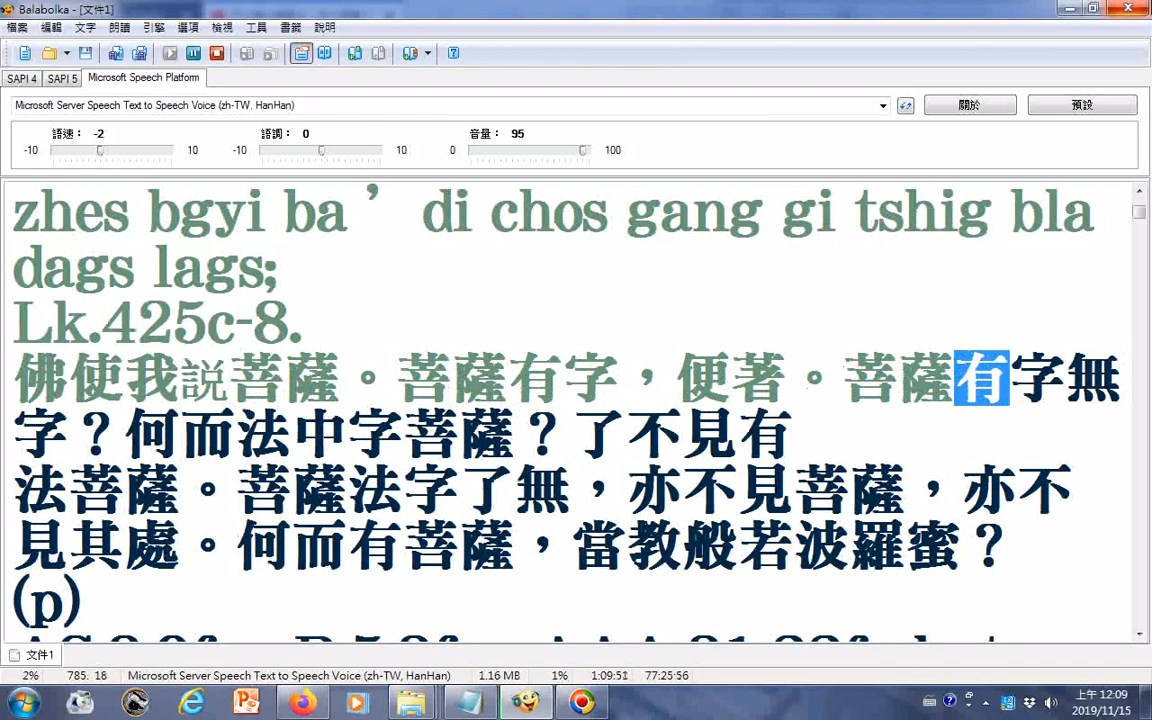 Balabolka - [文件1]
檔案 編輯 文字 朗讀 引擎 選項 檢視 工具 書籤 說明
SAPI 4 SAPI 5 Microsoft Speech Platform
Microsoft Server Speech Text to Speech Voice (zh-TW, HanHan) 關於 預設
語速： -2 語調： 0 音量： 95
-10 10 -10 10 0 100
zhes bgyi ba ’ di chos gang gi tshig bla
dags lags;
Lk.425c-8.
佛使我説菩薩。菩薩有字，便著。菩薩有字無
字？何而法中字菩薩？了不見有
法菩薩。菩薩法字了無，亦不見菩薩，亦不
見其處。何而有菩薩，當教般若波羅蜜？
(p)
文件1
2% 785. 18 Microsoft Server Speech Text to Speech Voice (zh-TW, HanHan) 1.16 MB 1% 1:09:51 77:25:56
上午 12:09
2019/11/15